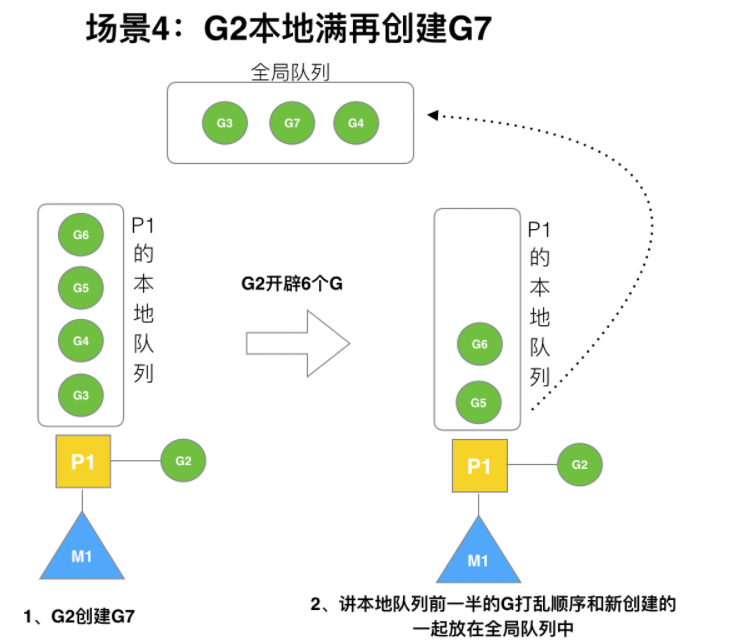 场景4：G2本地满再创建G7
全局队列
G3 G7 G4
G6
G5
G4
G3
P1的本地队列
P1
G2
M1
1、G2创建G7
G2开辟6个G
G6
G5
P1的本地队列
P1
G2
M1
2、讲本地队列前一半的G打乱顺序和新创建的
一起放在全局队列中